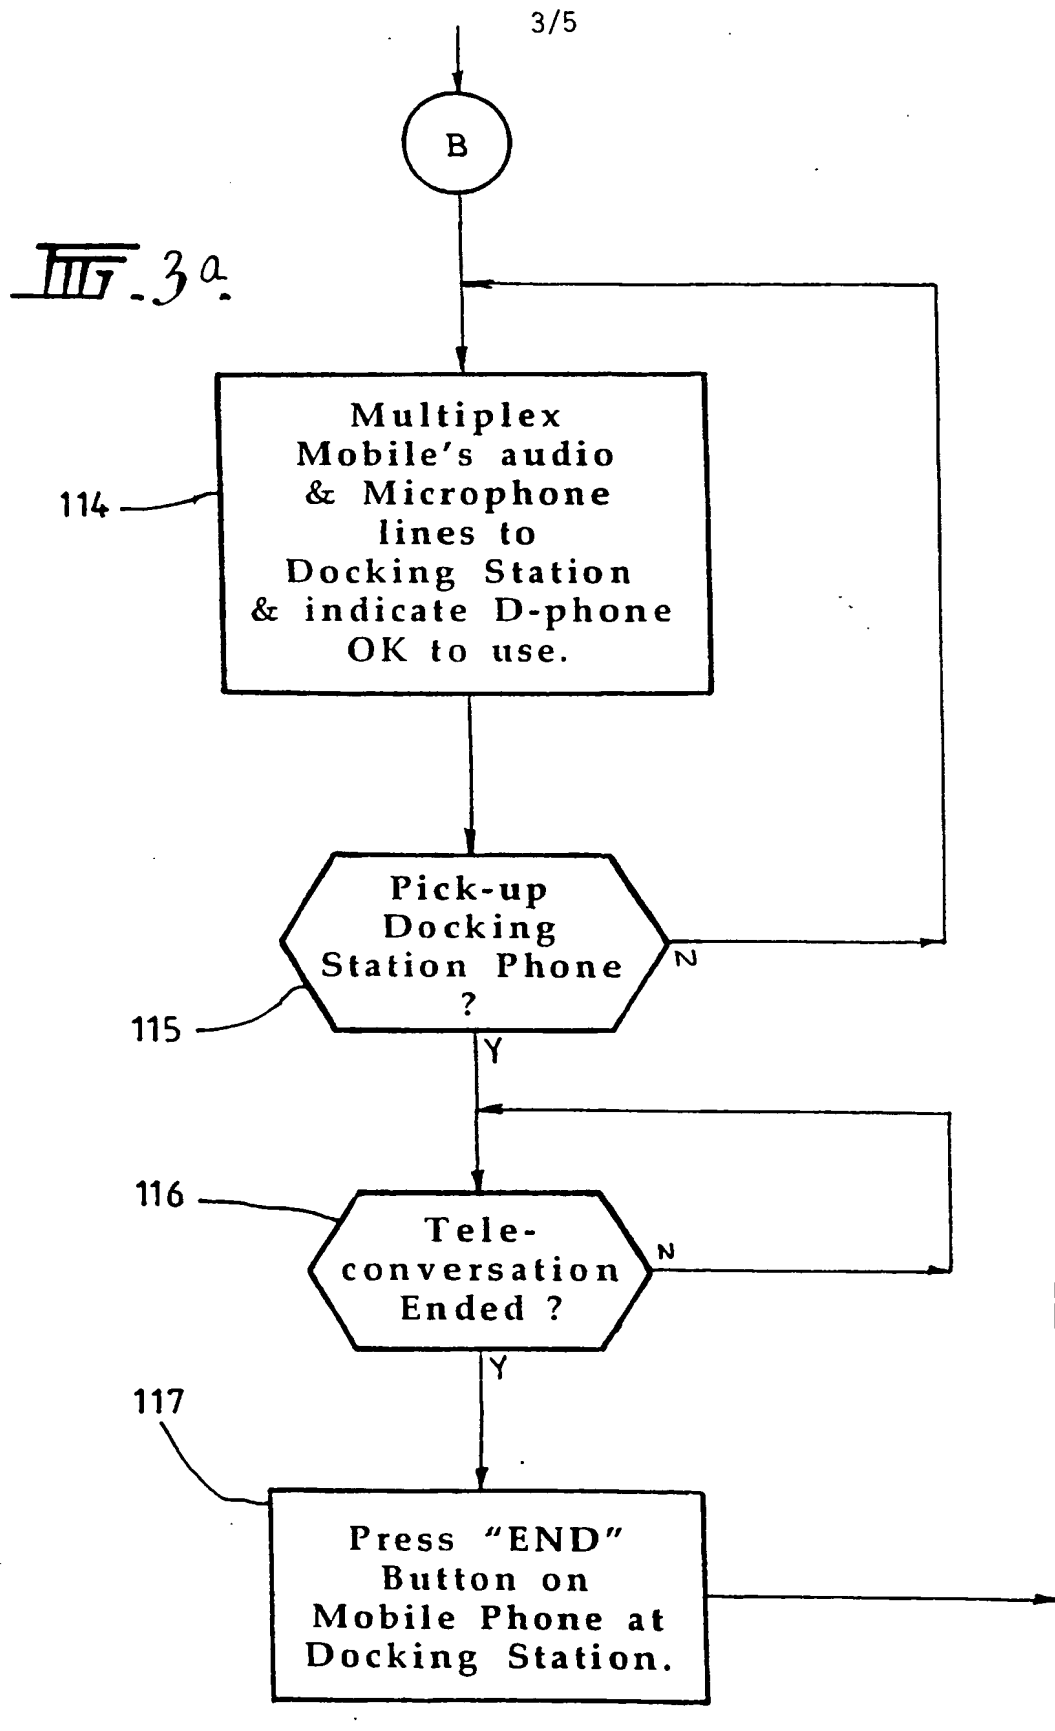 3/5
B
FIG. 3a.
Multiplex
Mobile's audio
& Microphone
lines to
Docking Station
& indicate D-phone
OK to use.
114
Pick-up
Docking
Station Phone
?
N
115
Y
116
Tele-
conversation
Ended ?
N
Y
117
Press "END"
Button on
Mobile Phone at
Docking Station.